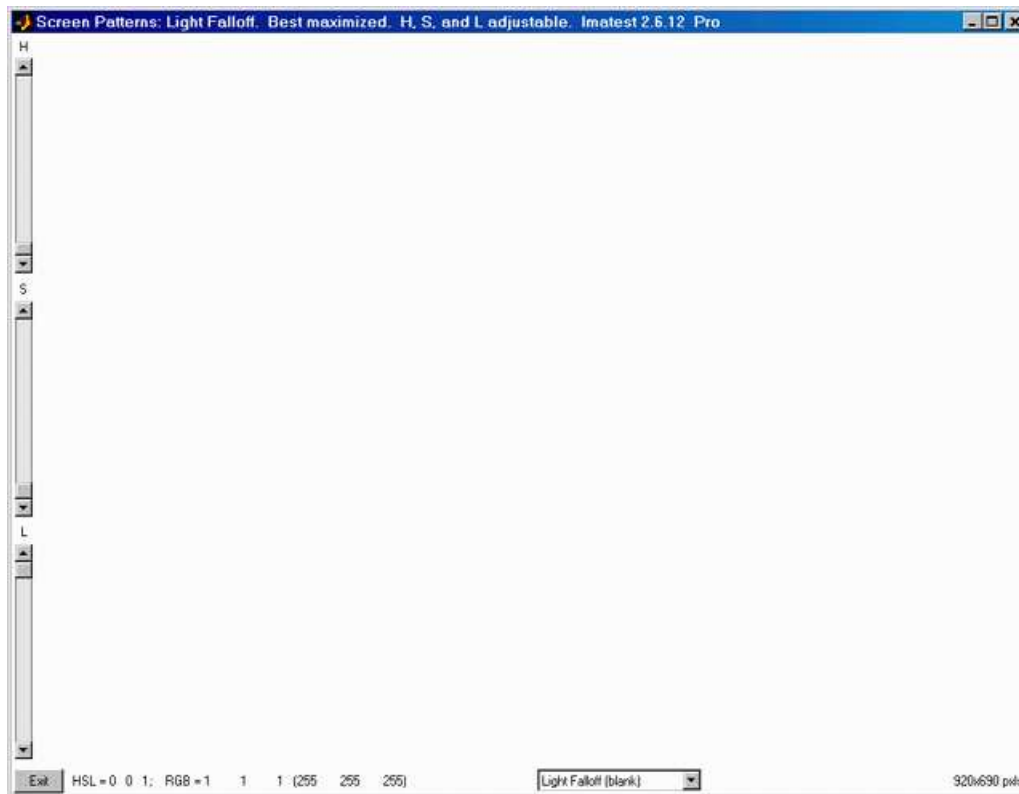 Screen Patterns: Light Falloff. Best maximized. H, S, and L adjustable. Imatest 2.6.12 Pro
H
S
L
Exit HSL = 0 0 1; RGB = 1 1 1 (255 255 255) Light Falloff (blank) 920x690 pxls